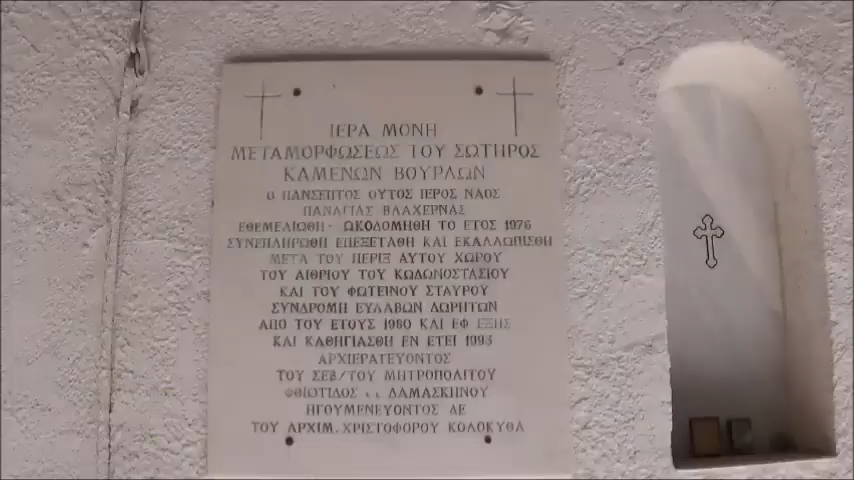 ΙΕΡΑ ΜΟΝΗ
ΜΕΤΑΜΟΡΦΩΣΕΩΣ ΤΟΥ ΣΩΤΗΡΟΣ
ΚΑΜΕΝΩΝ ΒΟΥΡΛΩΝ
Ο ΠΑΝΣΕΠΤΟΣ ΟΥΤΟΣ ΙΕΡΟΣ ΝΑΟΣ
ΠΑΝΑΓΙΑΣ ΒΛΑΧΕΡΝΑΣ
ΕΘΕΜΕΛΙΩΘΗ · ΩΚΟΔΟΜΗΘΗ ΤΟ ΕΤΟΣ 1976
ΣΥΝΕΠΛΗΡΩΘΗ ΕΠΕΞΕΤΑΘΗ ΚΑΙ ΕΚΑΛΛΩΠΙΣΘΗ
ΜΕΤΑ ΤΟΥ ΠΕΡΙΞ ΑΥΤΟΥ ΧΩΡΟΥ
ΤΟΥ ΑΙΘΡΙΟΥ ΤΟΥ ΚΩΔΩΝΟΣΤΑΣΙΟΥ
ΚΑΙ ΤΟΥ ΦΩΤΕΙΝΟΥ ΣΤΑΥΡΟΥ
ΣΥΝΔΡΟΜΗ ΕΥΛΑΒΩΝ ΔΩΡΗΤΩΝ
ΑΠΟ ΤΟΥ ΕΤΟΥΣ 1980 ΚΑΙ ΕΦ ΕΞΗΣ
ΚΑΙ ΚΑΘΗΓΙΑΣΘΗ ΕΝ ΕΤΕΙ 1993
ΑΡΧΙΕΡΑΤΕΥΟΝΤΟΣ
ΤΟΥ ΣΕΒ/ΤΟΥ ΜΗΤΡΟΠΟΛΙΤΟΥ
ΦΘΙΩΤΙΔΟΣ κ.κ. ΔΑΜΑΣΚΗΝΟΥ
ΗΓΟΥΜΕΝΕΥΟΝΤΟΣ ΔΕ
ΤΟΥ ΑΡΧΙΜ. ΧΡΙΣΤΟΦΟΡΟΥ ΚΟΛΟΚΥΘΑ